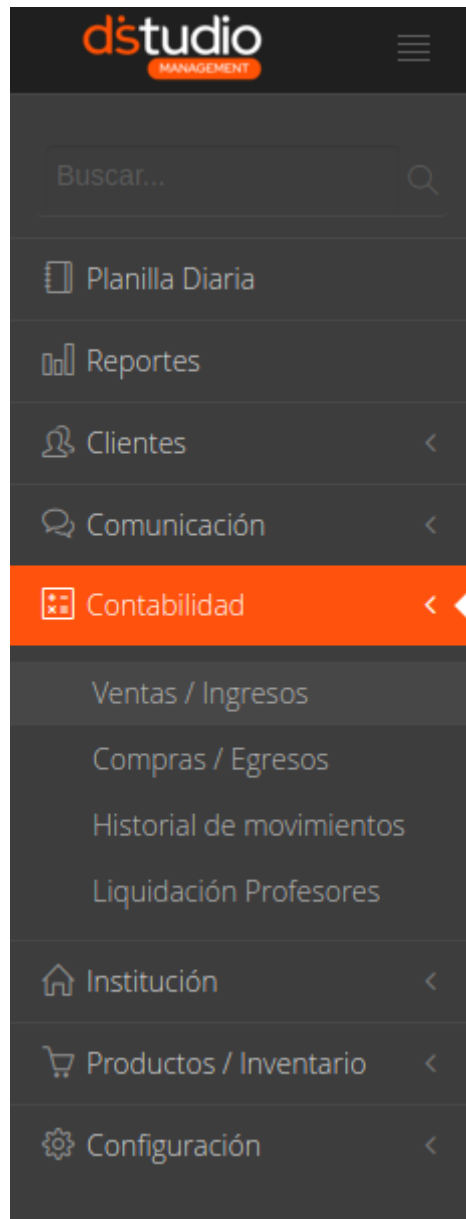 dstudio
MANAGEMENT
Buscar...
Planilla Diaria
Reportes
Clientes
Comunicación
Contabilidad
Ventas / Ingresos
Compras / Egresos
Historial de movimientos
Liquidación Profesores
Institución
Productos / Inventario
Configuración